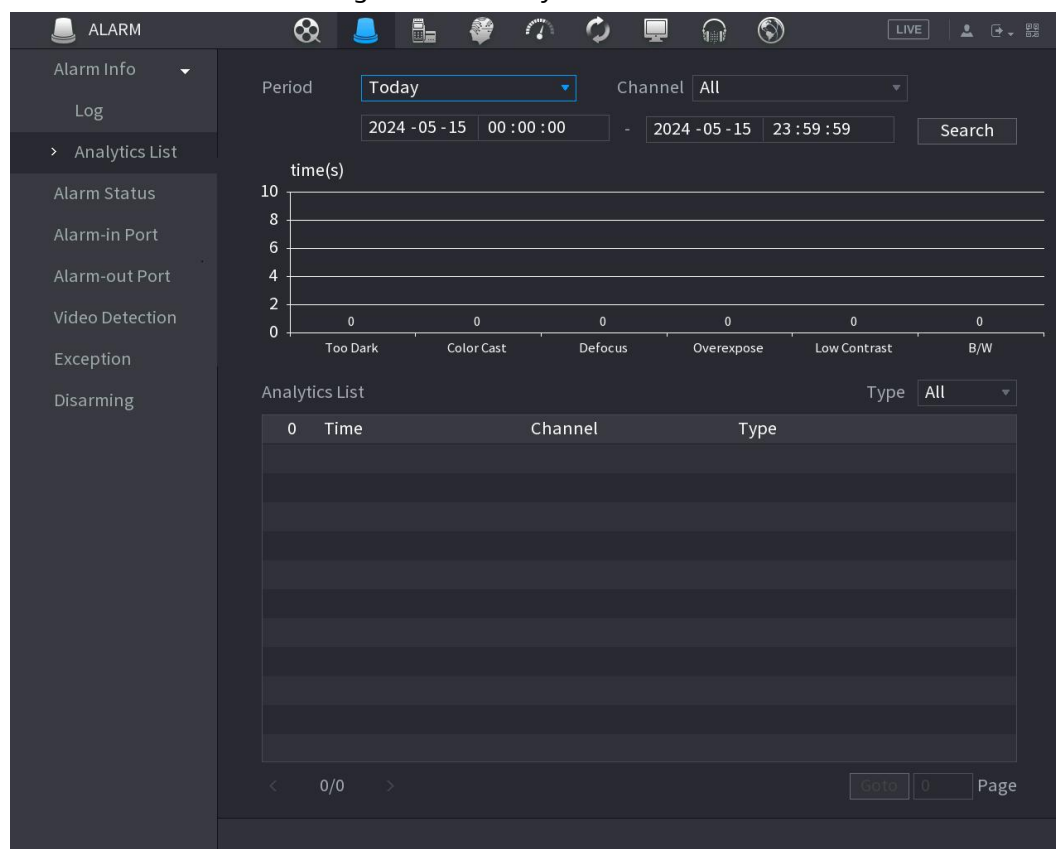 ALARM
LIVE
Alarm Info
Log
> Analytics List
Alarm Status
Alarm-in Port
Alarm-out Port
Video Detection
Exception
Disarming
Period Today Channel All
2024 -05 -15 00 :00 :00 - 2024 -05 -15 23 :59 :59 Search
time(s)
10
8
6
4
2
0
0 0 0 0 0 0
Too Dark Color Cast Defocus Overexpose Low Contrast B/W
Analytics List Type All
0 Time Channel Type
< 0/0 > Goto 0 Page